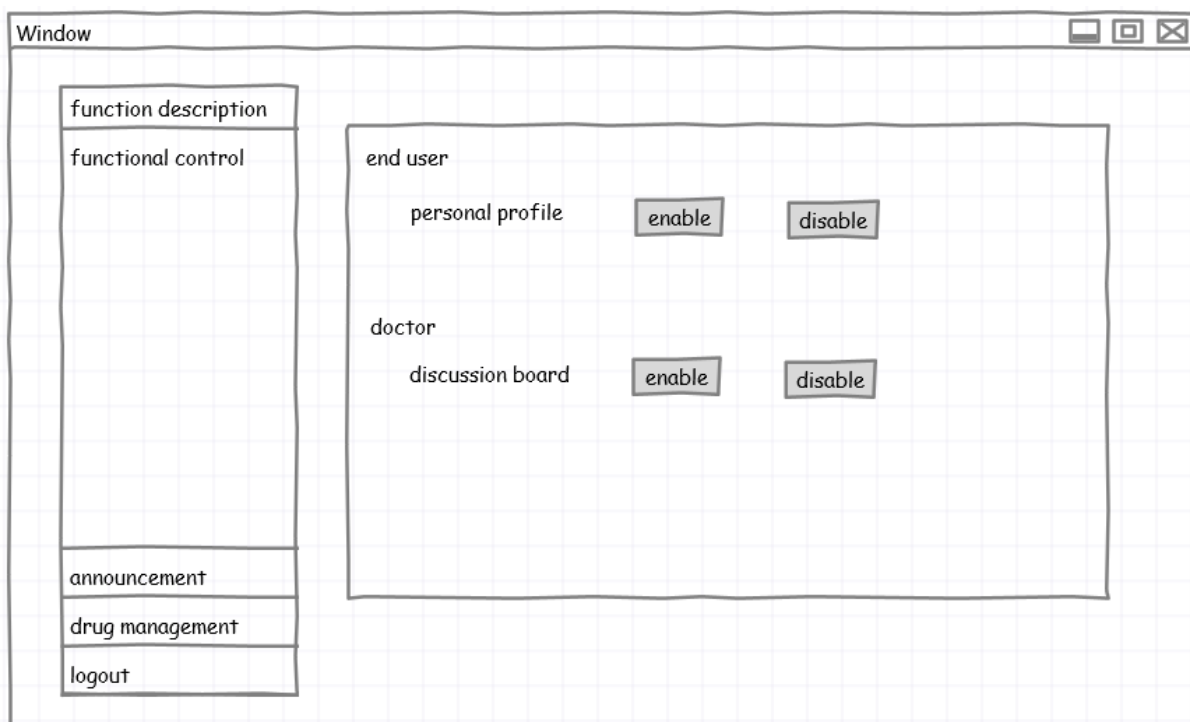 Window
function description
functional control
announcement
drug management
logout
end user
personal profile enable disable
doctor
discussion board enable disable